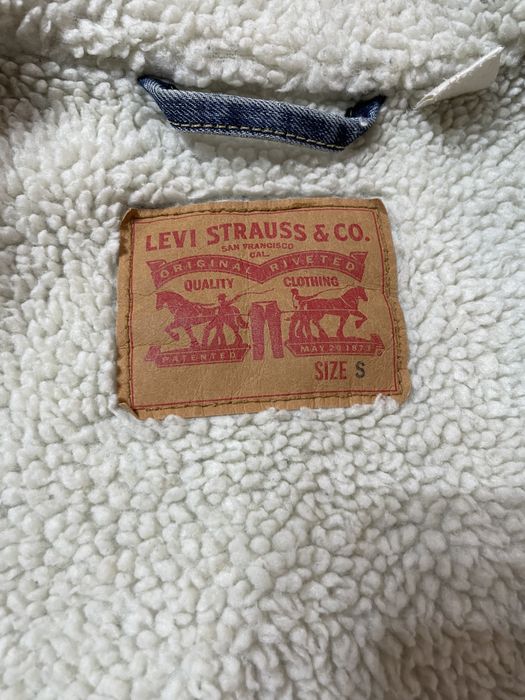 LEVI STRAUSS & CO.
SAN FRANCISCO
CAL.
ORIGINAL RIVETED
QUALITY CLOTHING
PATENTED MAY 20 1873
SIZE S